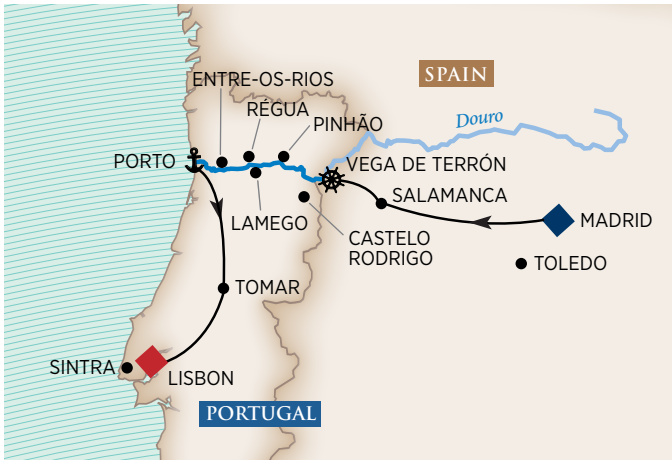 SPAIN
ENTRE-OS-RIOS
RÉGUA
Douro
PINHÃO
PORTO
VEGA DE TERRÓN
SALAMANCA
LAMEGO
MADRID
CASTELO
RODRIGO
TOLEDO
TOMAR
SINTRA
LISBON
PORTUGAL